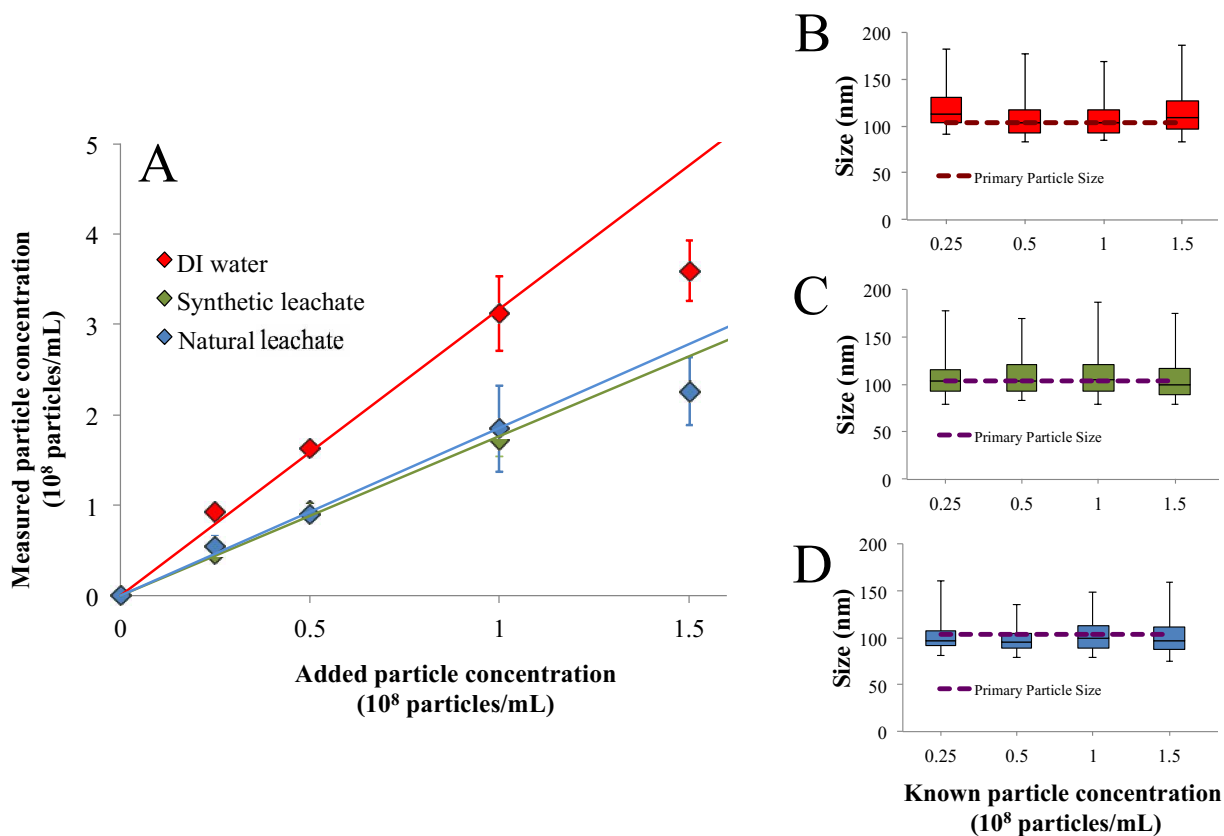 A
5
4
3
2
1
0
0
0.5
1
1.5
Measured particle concentration
(10⁸ particles/mL)
DI water
Synthetic leachate
Natural leachate
Added particle concentration
(10⁸ particles/mL)
B
200
150
100
50
0
Size (nm)
Primary Particle Size
0.25
0.5
1
1.5
C
200
150
100
50
0
Size (nm)
Primary Particle Size
0.25
0.5
1
1.5
D
200
150
100
50
0
Size (nm)
Primary Particle Size
0.25
0.5
1
1.5
Known particle concentration
(10⁸ particles/mL)